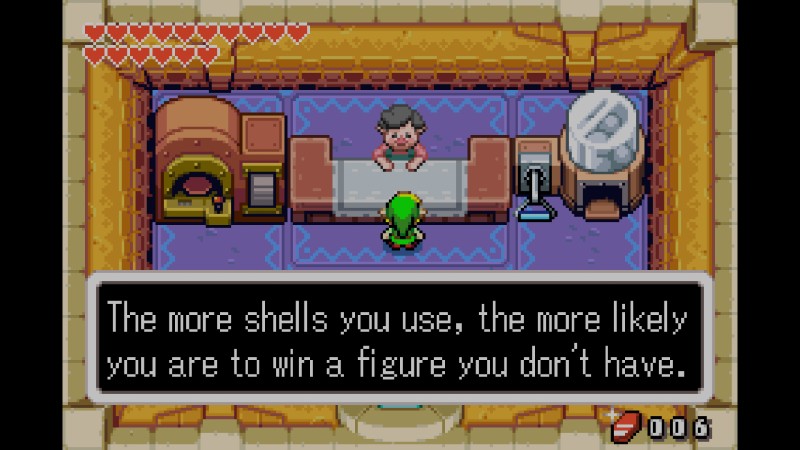 The more shells you use, the more likely
you are to win a figure you don't have.
006